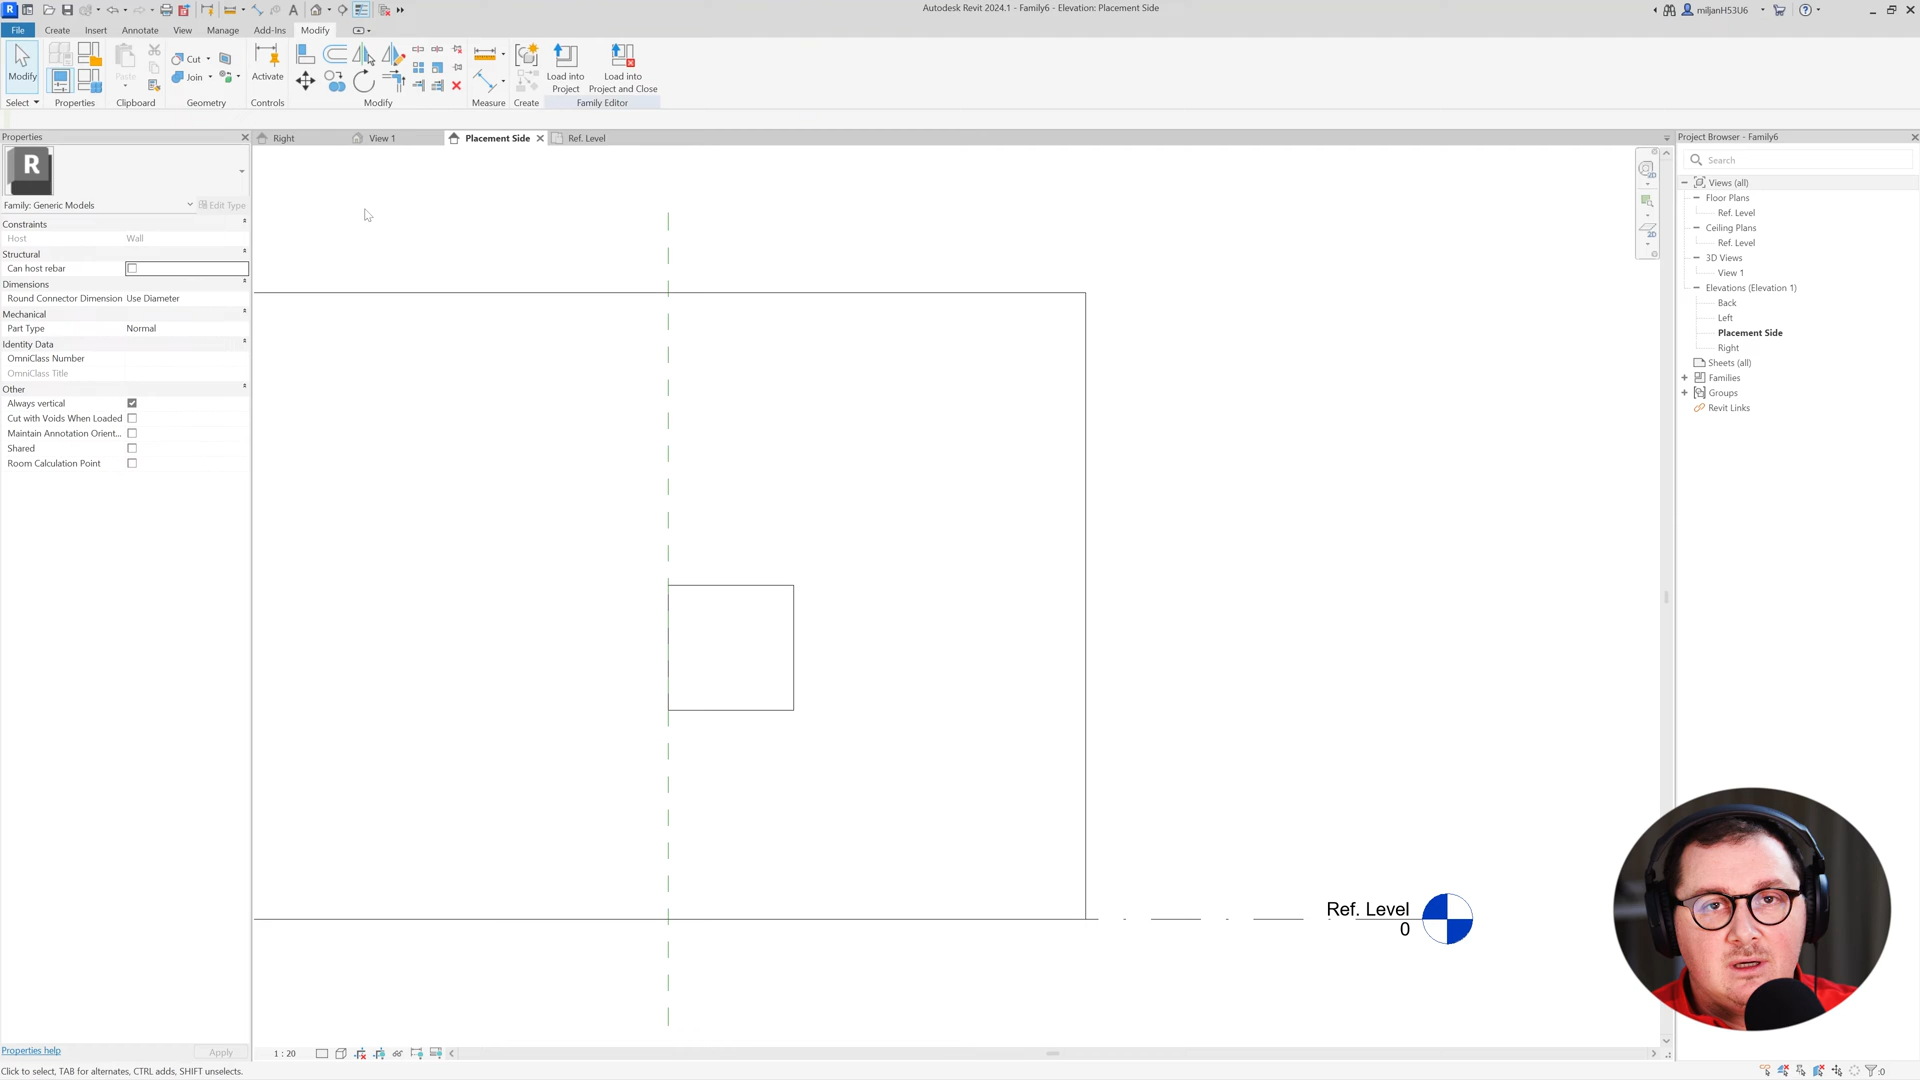 Autodesk Revit 2024.1 - Family6 - Elevation: Placement Side
miljanH53U6
File
Create
Insert
Annotate
View
Manage
Add-Ins
Modify
Modify
Paste
Cut
Join
Activate
Load into
Project
Load into
Project and Close
Select
Properties
Clipboard
Geometry
Controls
Modify
Measure
Create
Family Editor
Properties
Right
View 1
Placement Side
Ref. Level
Project Browser - Family6
R
Search
Family: Generic Models
Edit Type
Constraints
Host
Wall
Structural
Can host rebar
Dimensions
Round Connector Dimension
Use Diameter
Mechanical
Part Type
Normal
Identity Data
OmniClass Number
OmniClass Title
Other
Always vertical
Cut with Voids When Loaded
Maintain Annotation Orient...
Shared
Room Calculation Point
Views (all)
Floor Plans
Ref. Level
Ceiling Plans
Ref. Level
3D Views
View 1
Elevations (Elevation 1)
Back
Left
Placement Side
Right
Sheets (all)
Families
Groups
Revit Links
2D
2D
Ref. Level
0
Properties help
Apply
1 : 20
Click to select, TAB for alternates, CTRL adds, SHIFT unselects.
:0